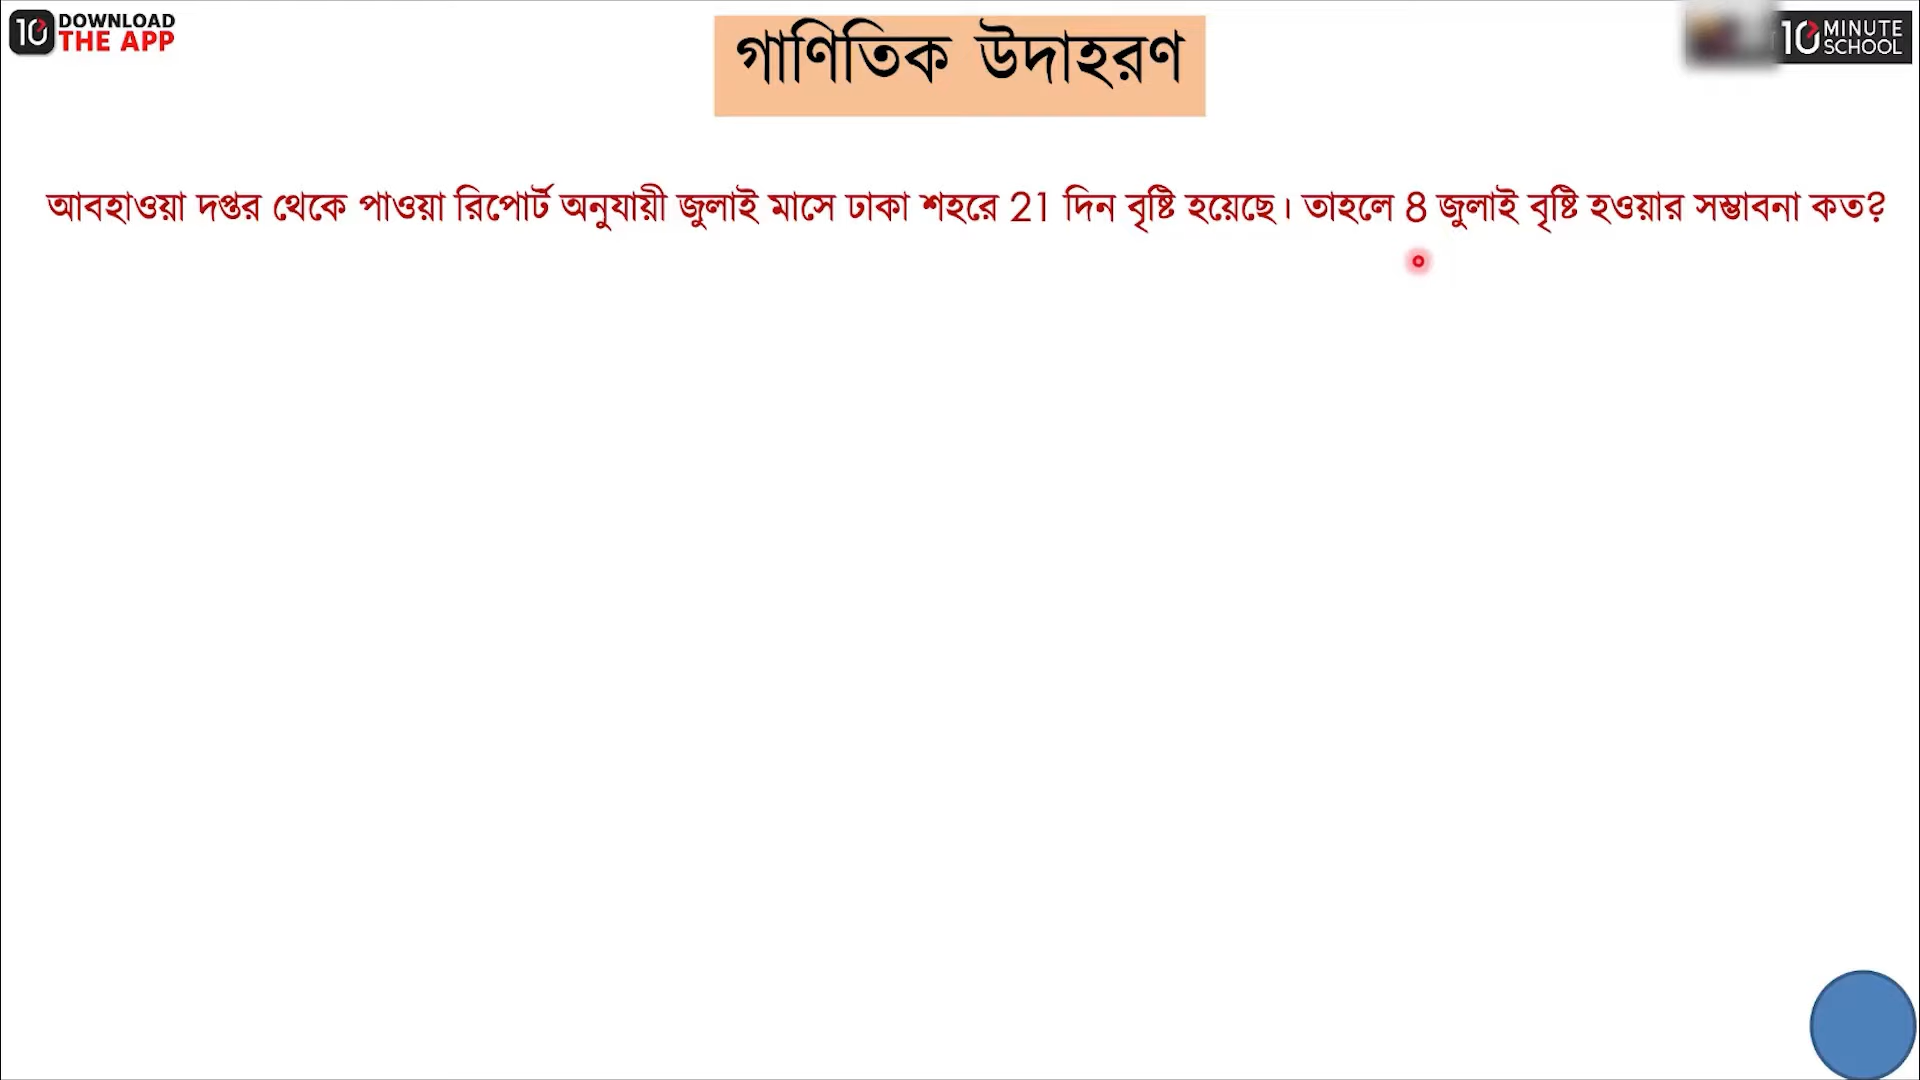 10 DOWNLOAD
THE APP
গাণিতিক উদাহরণ
10 MINUTE
SCHOOL
আবহাওয়া দপ্তর থেকে পাওয়া রিপোর্ট অনুযায়ী জুলাই মাসে ঢাকা শহরে 21 দিন বৃষ্টি হয়েছে। তাহলে 8 জুলাই বৃষ্টি হওয়ার সম্ভাবনা কত?